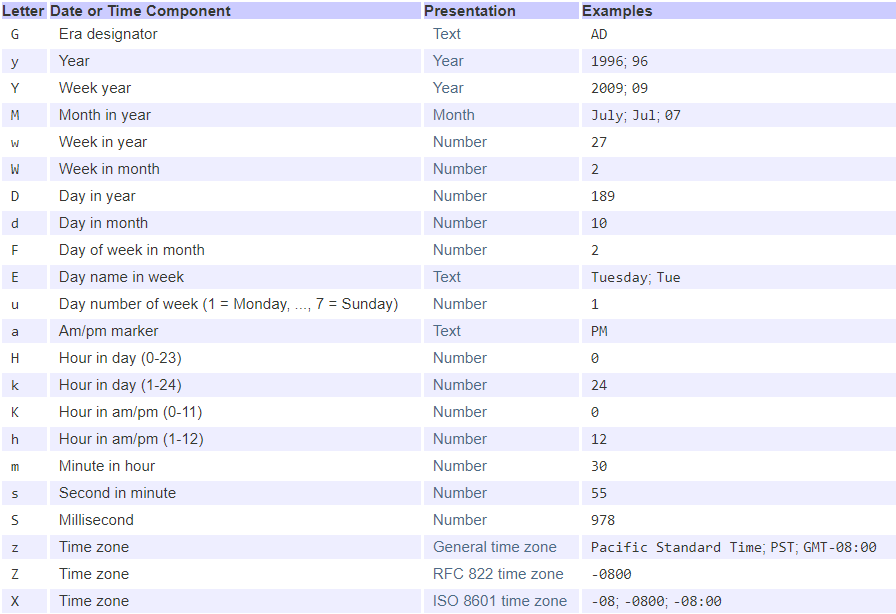 Letter Date or Time Component Presentation Examples
G Era designator Text AD
y Year Year 1996; 96
Y Week year Year 2009; 09
M Month in year Month July; Jul; 07
w Week in year Number 27
W Week in month Number 2
D Day in year Number 189
d Day in month Number 10
F Day of week in month Number 2
E Day name in week Text Tuesday; Tue
u Day number of week (1 = Monday, ..., 7 = Sunday) Number 1
a Am/pm marker Text PM
H Hour in day (0-23) Number 0
k Hour in day (1-24) Number 24
K Hour in am/pm (0-11) Number 0
h Hour in am/pm (1-12) Number 12
m Minute in hour Number 30
s Second in minute Number 55
S Millisecond Number 978
z Time zone General time zone Pacific Standard Time; PST; GMT-08:00
Z Time zone RFC 822 time zone -0800
X Time zone ISO 8601 time zone -08; -0800; -08:00